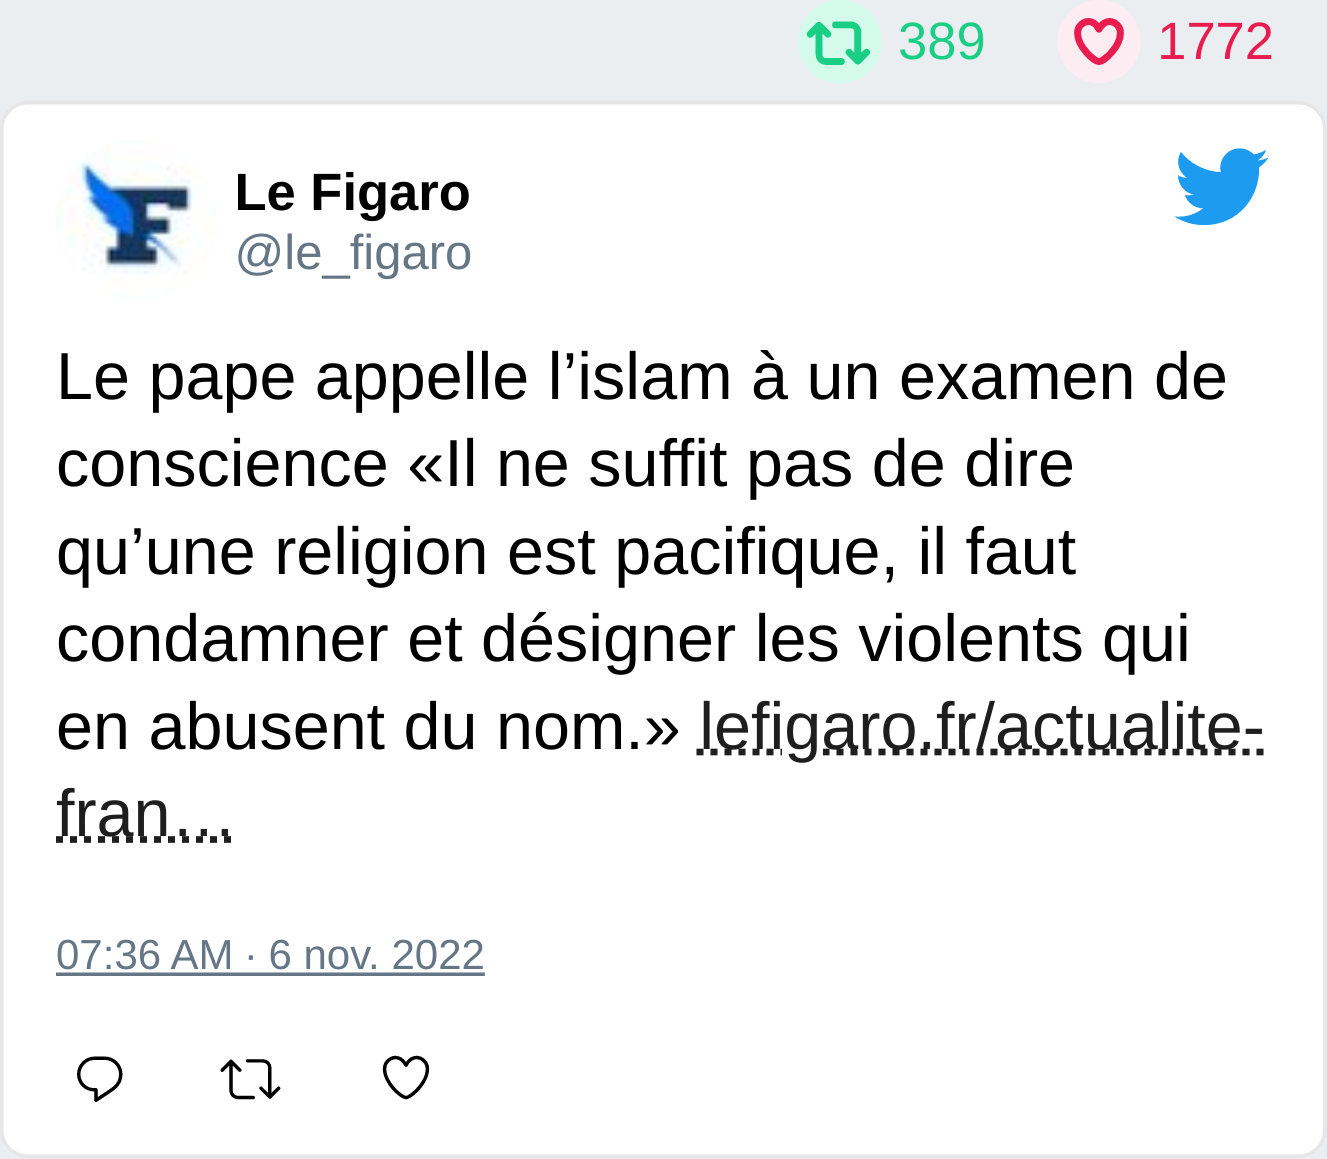 389 1772
Le Figaro
@le_figaro
Le pape appelle l’islam à un examen de
conscience «Il ne suffit pas de dire
qu’une religion est pacifique, il faut
condamner et désigner les violents qui
en abusent du nom.» lefigaro.fr/actualite-
fran…
07:36 AM · 6 nov. 2022